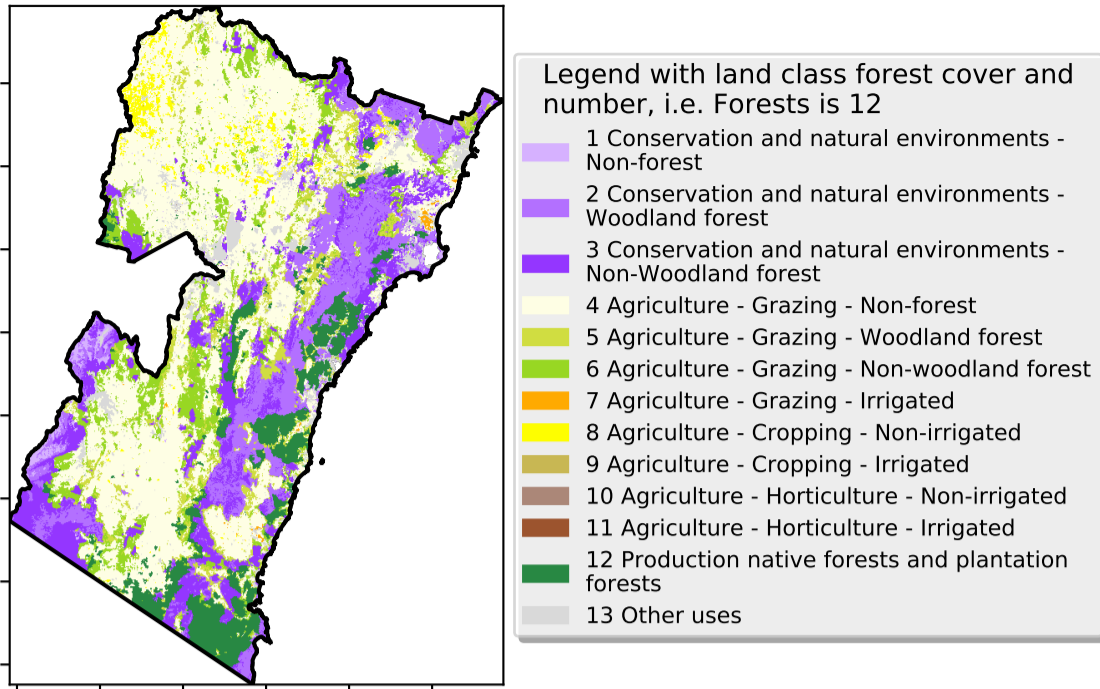 Legend with land class forest cover and
number, i.e. Forests is 12
1 Conservation and natural environments -
Non-forest
2 Conservation and natural environments -
Woodland forest
3 Conservation and natural environments -
Non-Woodland forest
4 Agriculture - Grazing - Non-forest
5 Agriculture - Grazing - Woodland forest
6 Agriculture - Grazing - Non-woodland forest
7 Agriculture - Grazing - Irrigated
8 Agriculture - Cropping - Non-irrigated
9 Agriculture - Cropping - Irrigated
10 Agriculture - Horticulture - Non-irrigated
11 Agriculture - Horticulture - Irrigated
12 Production native forests and plantation
forests
13 Other uses